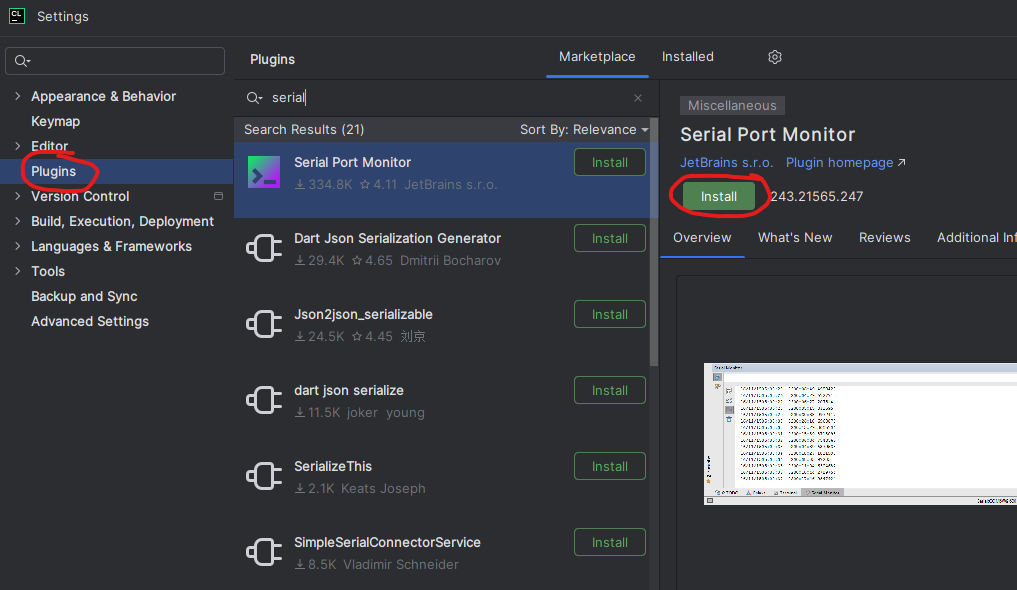 CL
Settings
Appearance & Behavior
Keymap
Editor
Plugins
Version Control
Build, Execution, Deployment
Languages & Frameworks
Tools
Backup and Sync
Advanced Settings
Plugins
Marketplace
Installed
serial
Search Results (21)
Sort By: Relevance
Serial Port Monitor
334.8K 4.11 JetBrains s.r.o.
Install
Dart Json Serialization Generator
29.4K 4.65 Dmitrii Bocharov
Install
Json2json_serializable
24.5K 4.45 刘京
Install
dart json serialize
11.5K joker young
Install
SerializeThis
2.1K Keats Joseph
Install
SimpleSerialConnectorService
8.5K Vladimir Schneider
Install
Miscellaneous
Serial Port Monitor
JetBrains s.r.o. Plugin homepage
Install
243.21565.247
Overview
What's New
Reviews
Additional Inf